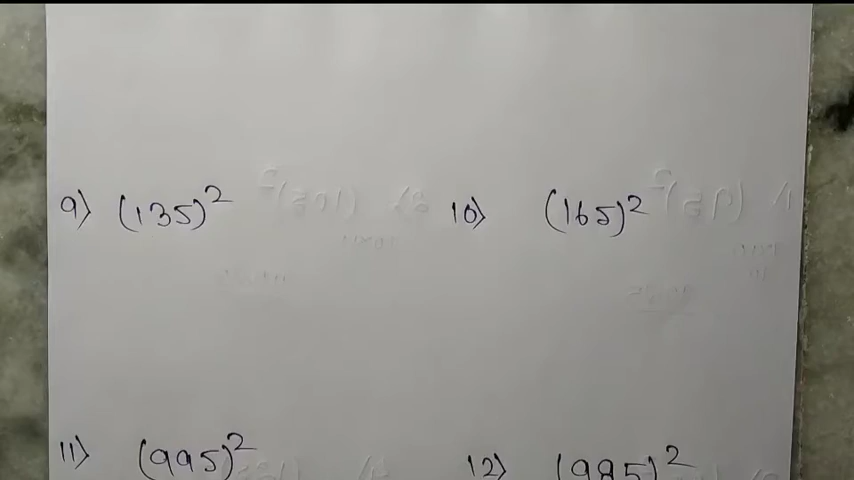 9) (135)² 10) (165)²
11) (995)² 12) (985)²